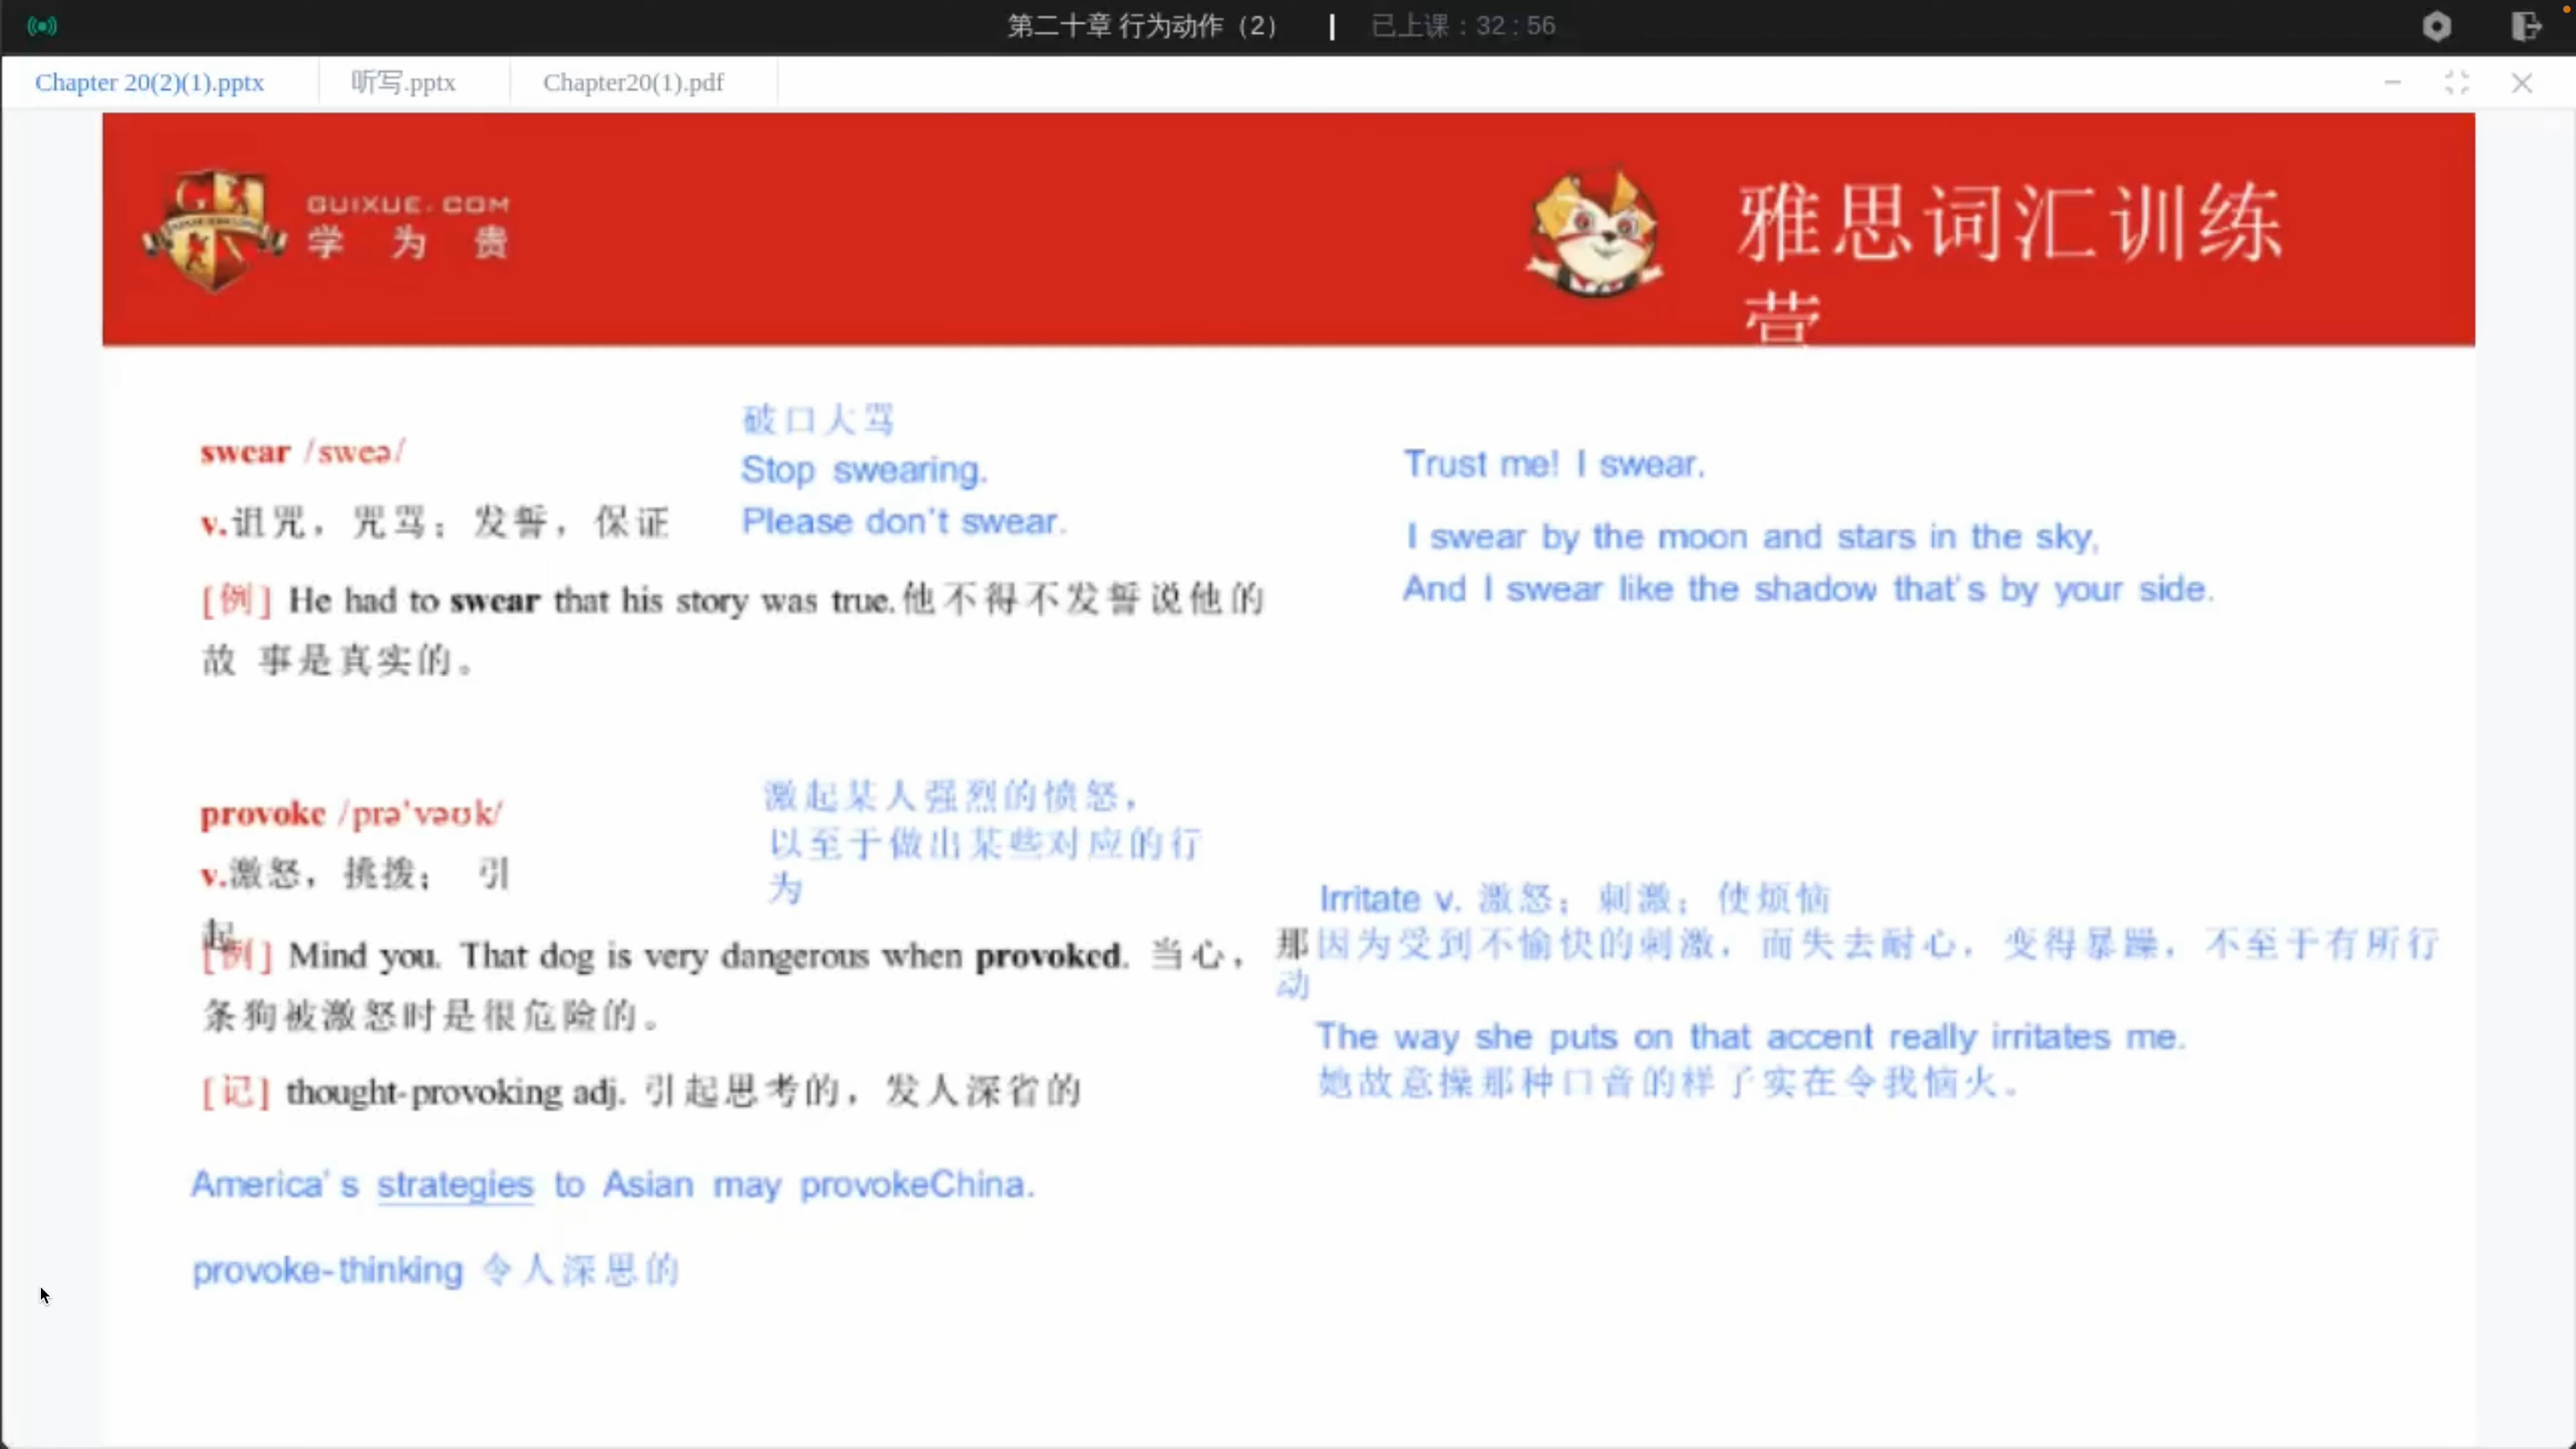 第二十章 行为动作（2） | 已上课：32:56
Chapter 20(2)(1).pptx 听写.pptx Chapter20(1).pdf
GUIXUE.COM
学为贵
雅思词汇训练
营
swear /sweə/
v.诅咒，咒骂；发誓，保证
破口大骂
Stop swearing.
Please don't swear.
[例] He had to swear that his story was true.他不得不发誓说他的
故 事是真实的。
Trust me! I swear.
I swear by the moon and stars in the sky,
And I swear like the shadow that's by your side.
provoke /prə'vəʊk/
v.激怒，挑拨； 引
起
激起某人强烈的愤怒，
以至于做出某些对应的行
为
[例] Mind you. That dog is very dangerous when provoked. 当心， 那
条狗被激怒时是很危险的。
[记] thought-provoking adj. 引起思考的，发人深省的
Irritate v. 激怒；刺激；使烦恼
因为受到不愉快的刺激，而失去耐心，变得暴躁，不至于有所行
动
The way she puts on that accent really irritates me.
她故意操那种口音的样子实在令我恼火。
America's strategies to Asian may provokeChina.
provoke-thinking 令人深思的